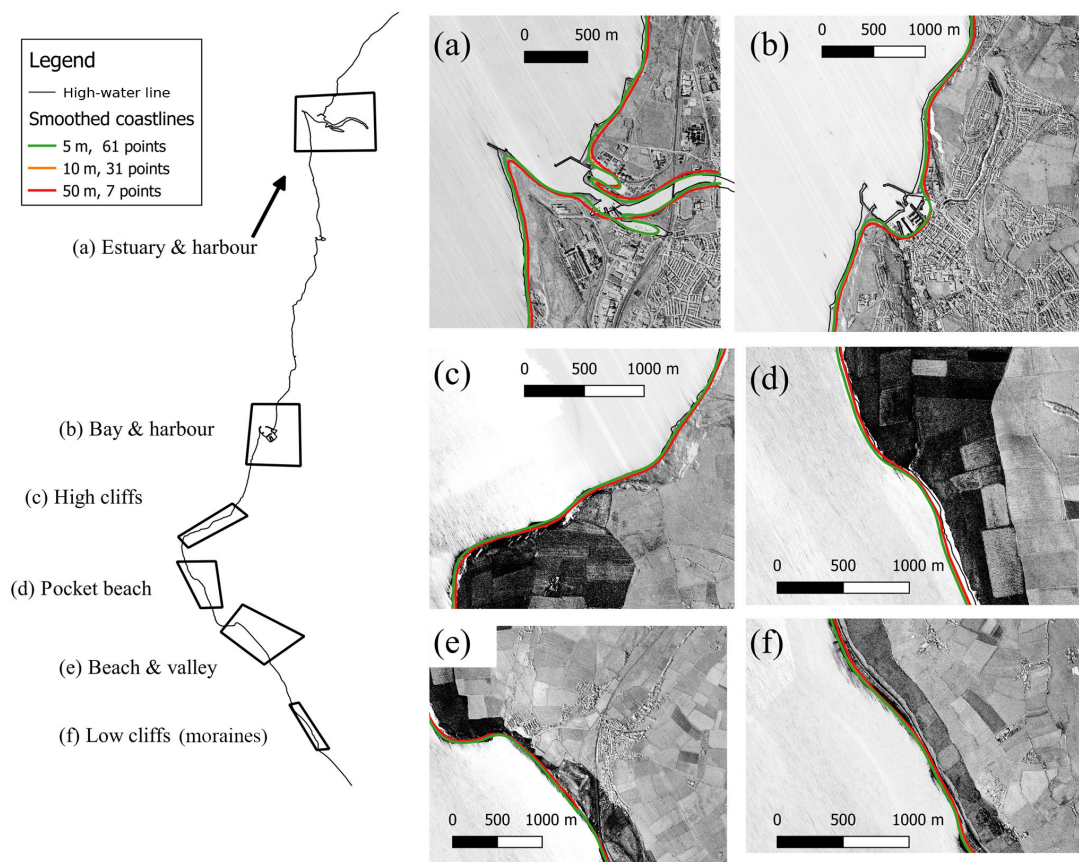 Legend
High-water line
Smoothed coastlines
5 m, 61 points
10 m, 31 points
50 m, 7 points
(a) Estuary & harbour
(b) Bay & harbour
(c) High cliffs
(d) Pocket beach
(e) Beach & valley
(f) Low cliffs (moraines)
(a)
0 500 m
(b)
0 500 1000 m
(c)
0 500 1000 m
(d)
0 500 1000 m
(e)
0 500 1000 m
(f)
0 500 1000 m